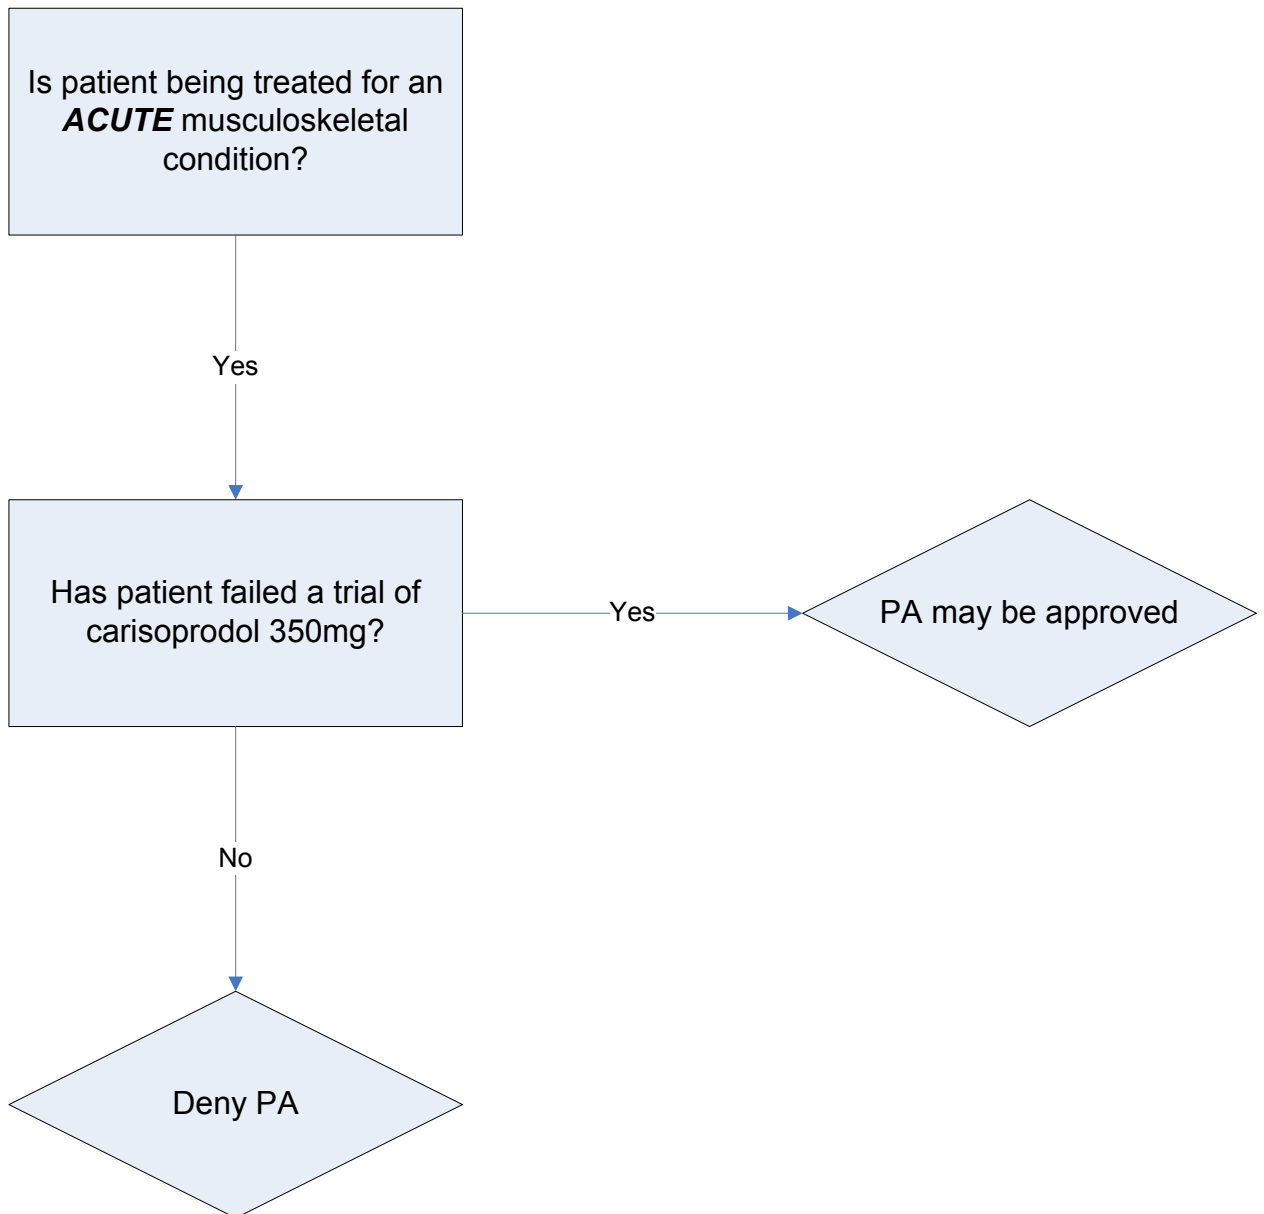 Is patient being treated for an
ACUTE musculoskeletal
condition?
Yes
Has patient failed a trial of
carisoprodol 350mg?
Yes
PA may be approved
No
Deny PA